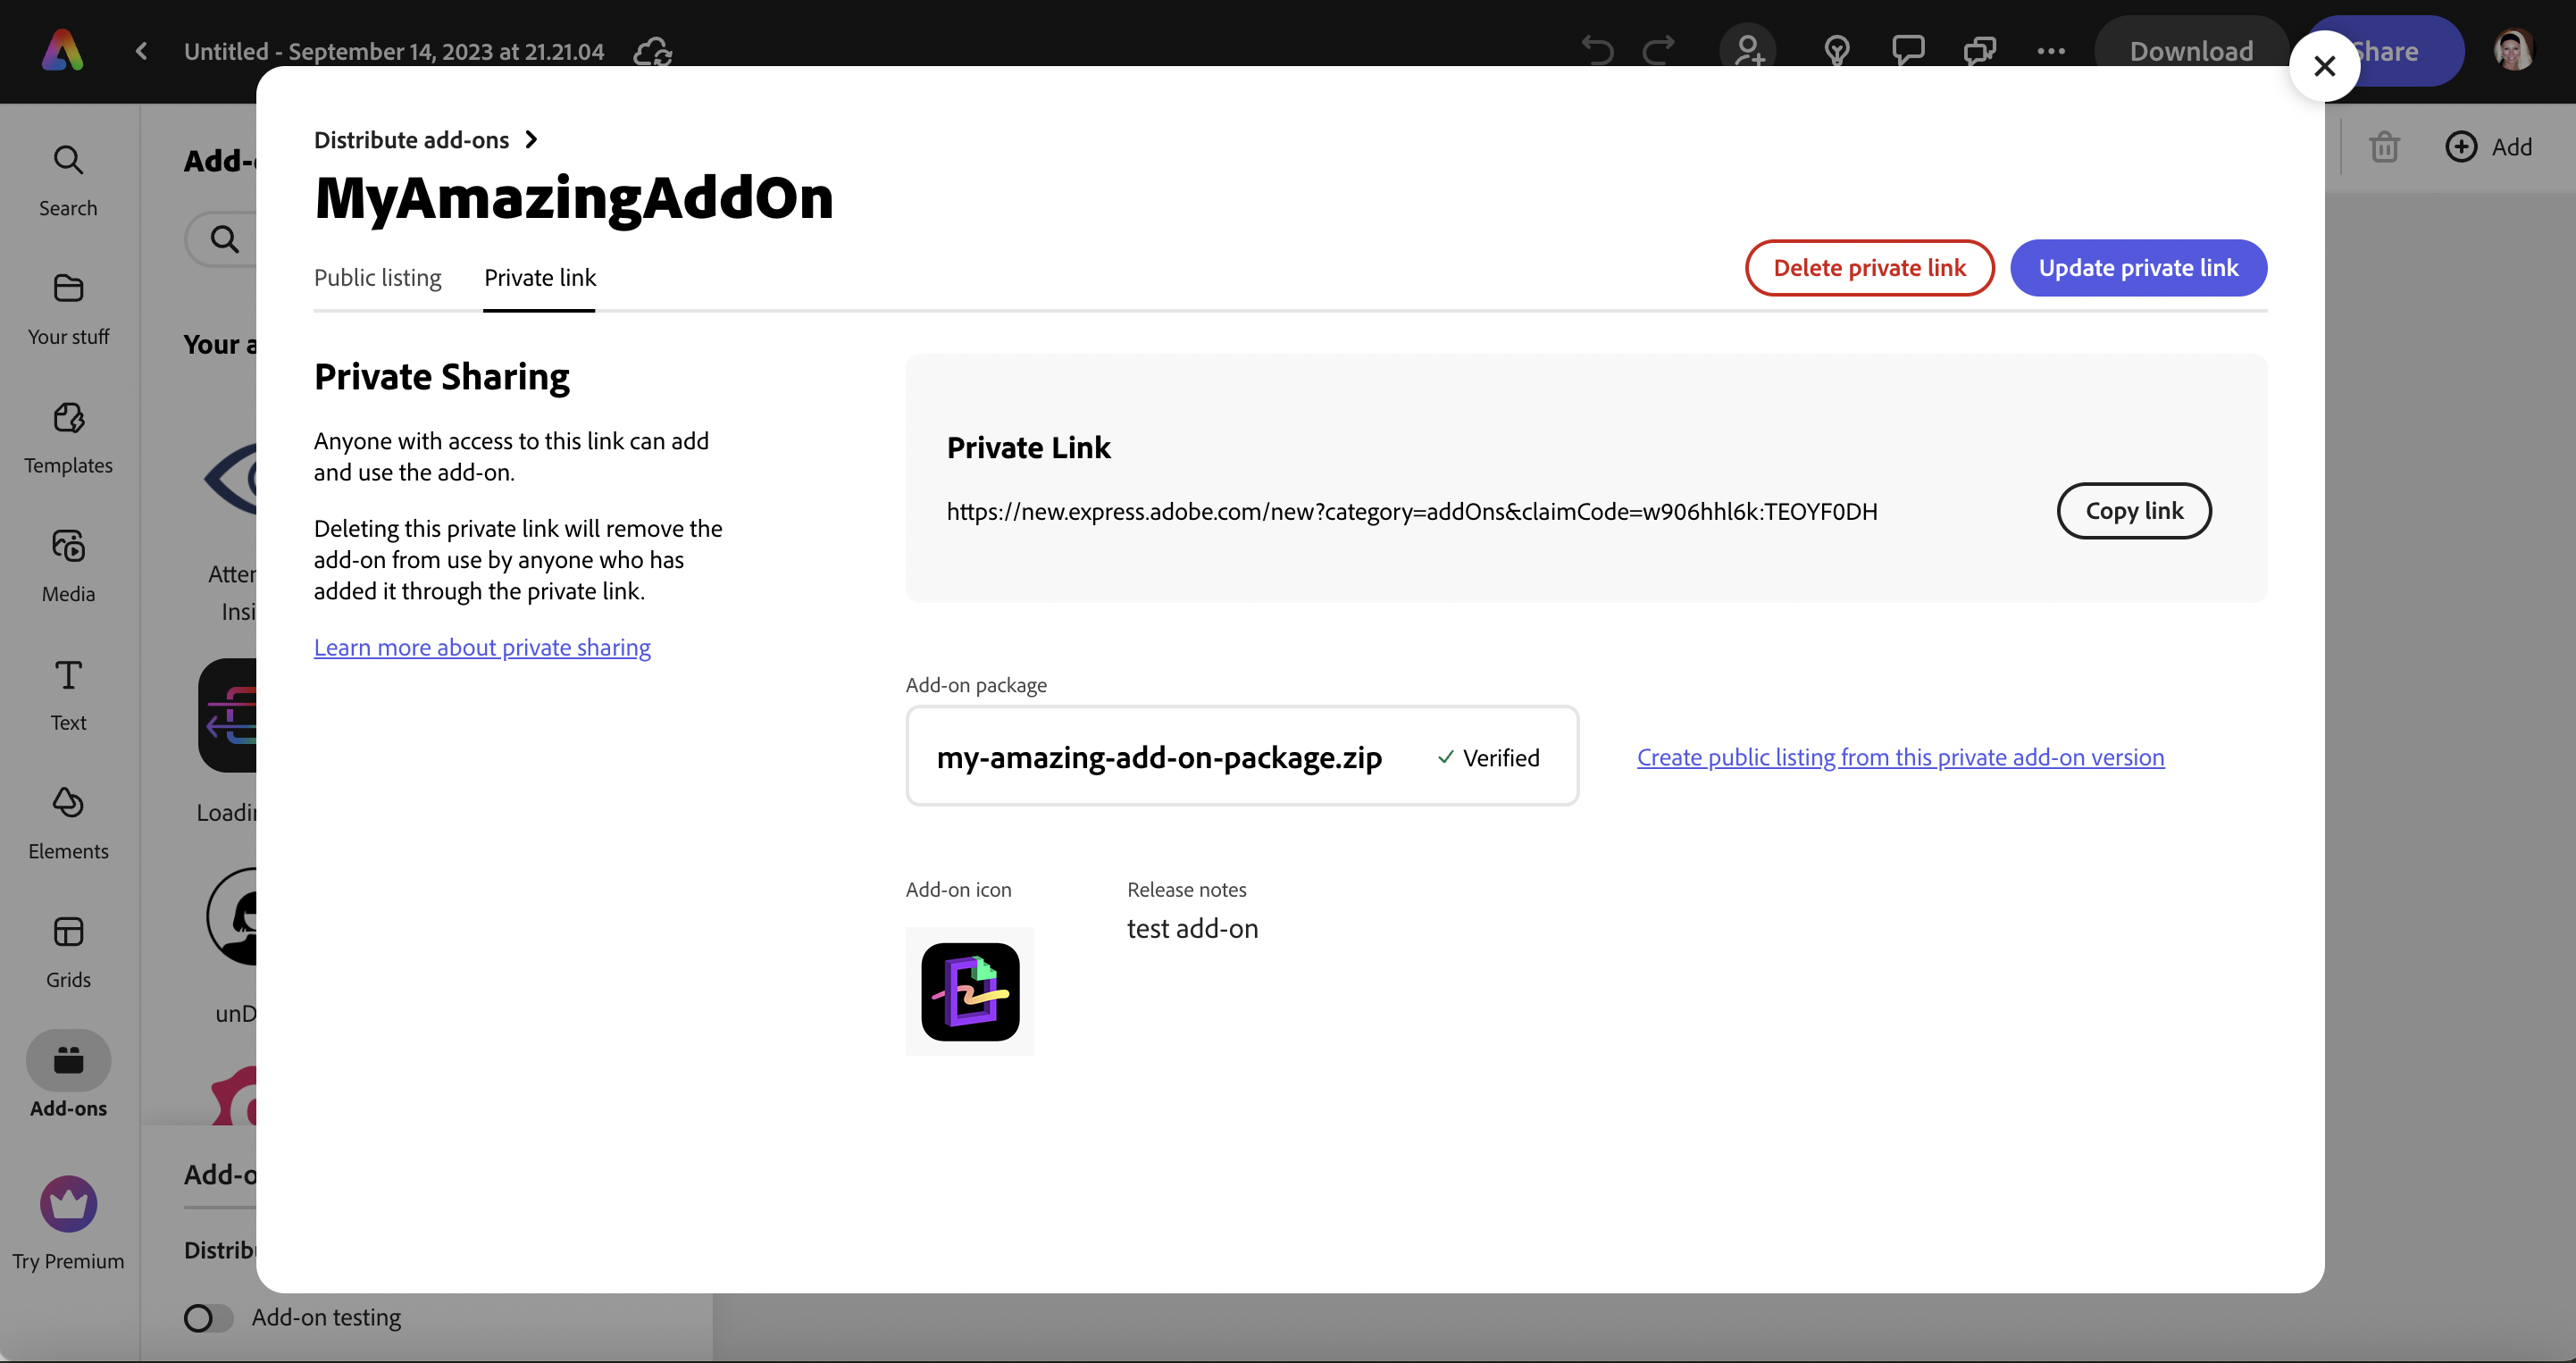 Untitled - September 14, 2023 at 21.21.04
Download
Share
Search
Your stuff
Templates
Media
Text
Elements
Grids
Add-ons
Try Premium
Add-
Your a
Atter
Insi
Loadi
unD
Add-o
Distrib
Add-on testing
Add
Distribute add-ons
MyAmazingAddOn
Public listing
Private link
Delete private link
Update private link
Private Sharing
Anyone with access to this link can add
and use the add-on.
Deleting this private link will remove the
add-on from use by anyone who has
added it through the private link.
Learn more about private sharing
Private Link
https://new.express.adobe.com/new?category=addOns&claimCode=w906hhl6k:TEOYF0DH
Copy link
Add-on package
my-amazing-add-on-package.zip
Verified
Create public listing from this private add-on version
Add-on icon
Release notes
test add-on